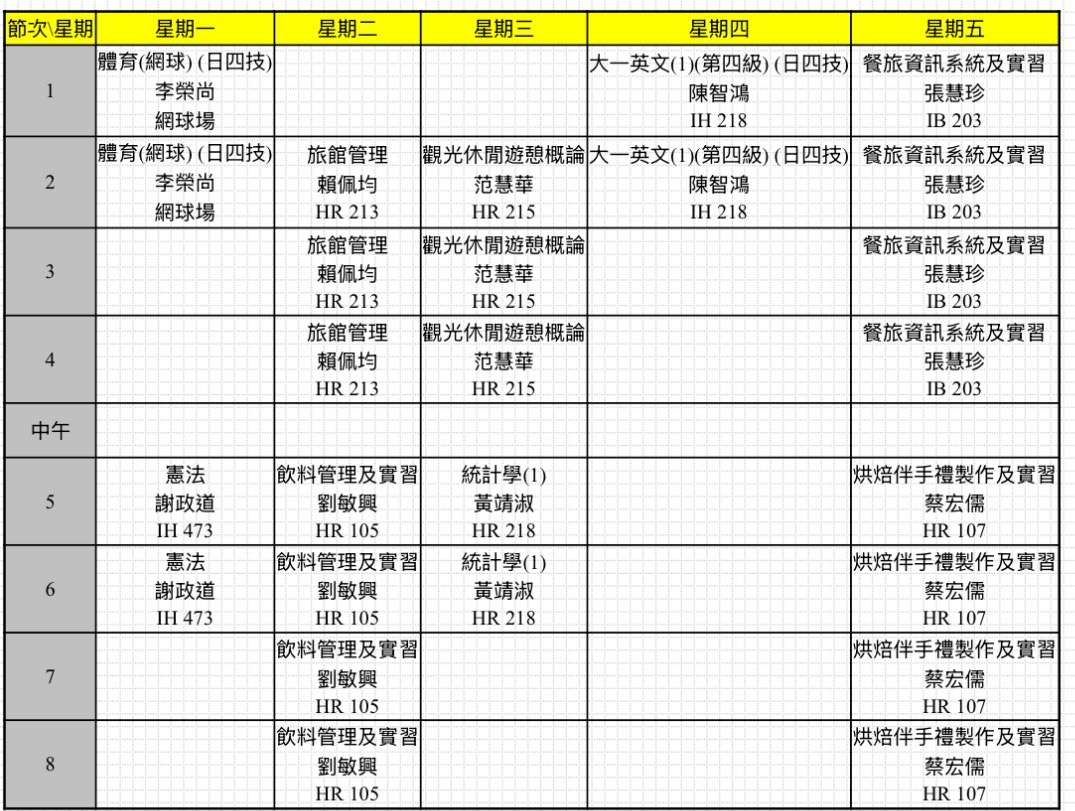 節次\星期 星期一 星期二 星期三 星期四 星期五
1
體育(網球) (日四技)
李榮尚
網球場
大一英文(1)(第四級) (日四技)
陳智鴻
IH 218
餐旅資訊系統及實習
張慧珍
IB 203
2
體育(網球) (日四技)
李榮尚
網球場
旅館管理
賴佩均
HR 213
觀光休閒遊憩概論
范慧華
HR 215
大一英文(1)(第四級) (日四技)
陳智鴻
IH 218
餐旅資訊系統及實習
張慧珍
IB 203
3
旅館管理
賴佩均
HR 213
觀光休閒遊憩概論
范慧華
HR 215
餐旅資訊系統及實習
張慧珍
IB 203
4
旅館管理
賴佩均
HR 213
觀光休閒遊憩概論
范慧華
HR 215
餐旅資訊系統及實習
張慧珍
IB 203
中午
5
憲法
謝政道
IH 473
飲料管理及實習
劉敏興
HR 105
統計學(1)
黃靖淑
HR 218
烘焙伴手禮製作及實習
蔡宏儒
HR 107
6
憲法
謝政道
IH 473
飲料管理及實習
劉敏興
HR 105
統計學(1)
黃靖淑
HR 218
烘焙伴手禮製作及實習
蔡宏儒
HR 107
7
飲料管理及實習
劉敏興
HR 105
烘焙伴手禮製作及實習
蔡宏儒
HR 107
8
飲料管理及實習
劉敏興
HR 105
烘焙伴手禮製作及實習
蔡宏儒
HR 107